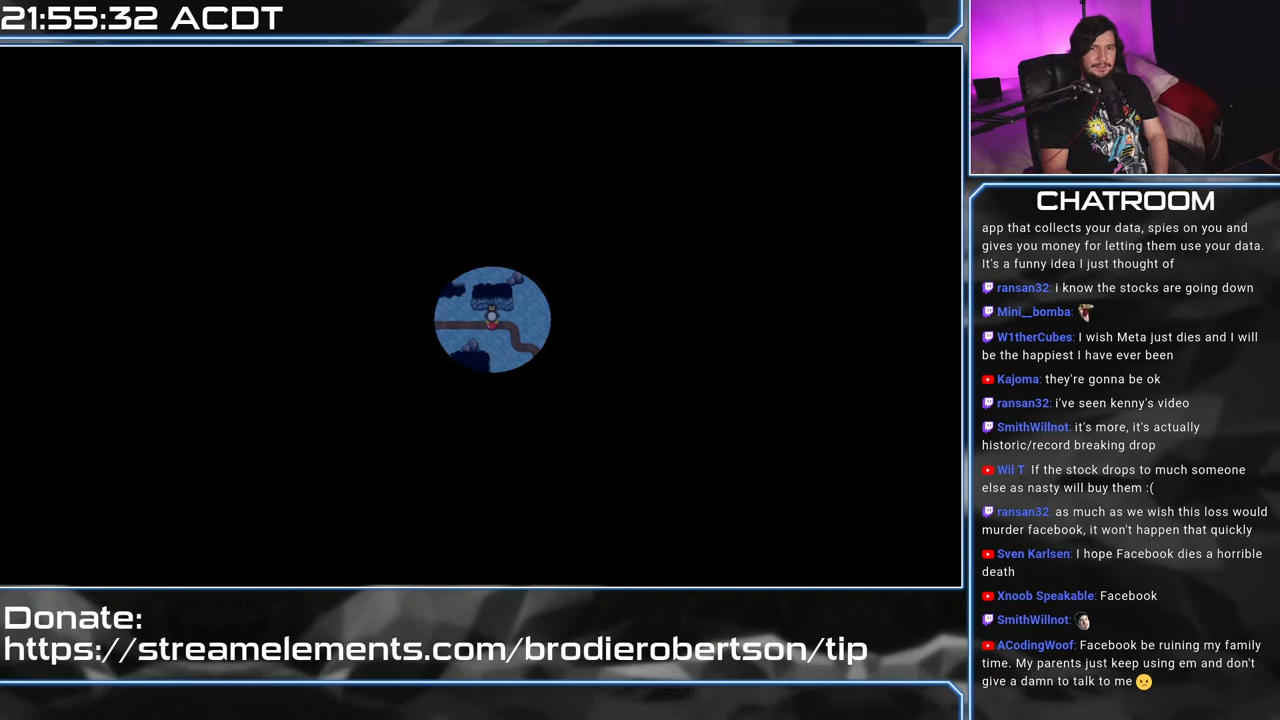 21:55:32 ACDT
CHATROOM
app that collects your data, spies on you and
gives you money for letting them use your data.
It's a funny idea I just thought of
ransan32: i know the stocks are going down
Mini__bomba:
W1therCubes: I wish Meta just dies and I will
be the happiest I have ever been
Kajoma: they're gonna be ok
ransan32: i've seen kenny's video
SmithWillnot: it's more, it's actually
historic/record breaking drop
Wil T: If the stock drops to much someone
else as nasty will buy them :(
ransan32: as much as we wish this loss would
murder facebook, it won't happen that quickly
Sven Karlsen: I hope Facebook dies a horrible
death
Xnoob Speakable: Facebook
SmithWillnot:
ACodingWoof: Facebook be ruining my family
time. My parents just keep using em and don't
give a damn to talk to me
Donate:
https://streamelements.com/brodierobertson/tip